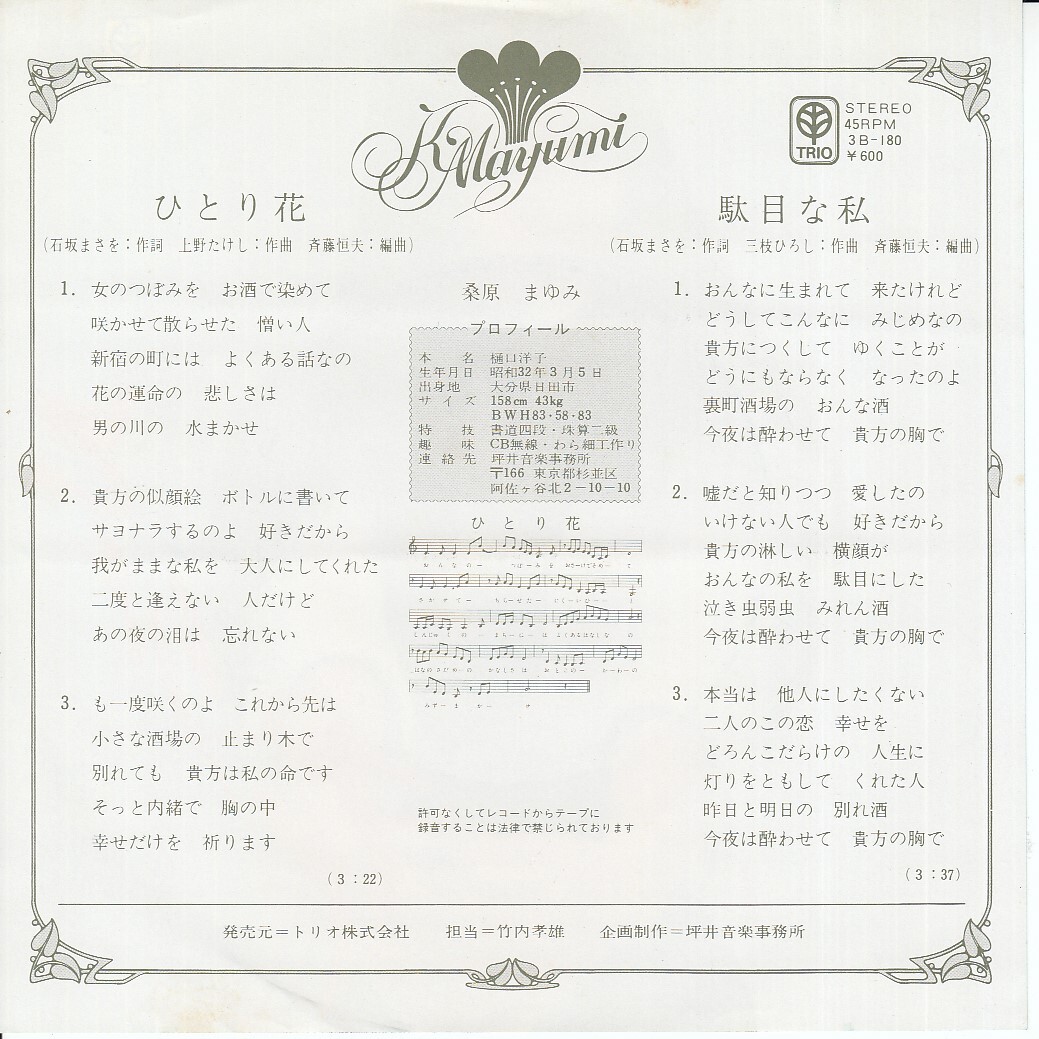 K Mayumi
TRIO
STEREO
45RPM
3B-180
¥600
ひとり花
(石坂まさを:作詞　上野たけし:作曲　斉藤恒夫:編曲)
1. 女のつぼみを　お酒で染めて
咲かせて散らせた　憎い人
新宿の町には　よくある話なの
花の運命の　悲しさは
男の川の　水まかせ
2. 貴方の似顔絵　ボトルに書いて
サヨナラするのよ　好きだから
我がままな私を　大人にしてくれた
二度と逢えない　人だけど
あの夜の泪は　忘れない
3. も一度咲くのよ　これから先は
小さな酒場の　止まり木で
別れても　貴方は私の命です
そっと内緒で　胸の中
幸せだけを　祈ります
(3:22)
桑原　まゆみ
プロフィール
本　名　樋口洋子
生年月日　昭和32年3月5日
出身地　大分県日田市
サイズ　158cm 43kg
BWH83・58・83
特　技　書道四段・珠算二級
趣　味　CB無線・わら細工作り
連絡先　坪井音楽事務所
〒166 東京都杉並区
阿佐ヶ谷北2-10-10
ひとり花
許可なくしてレコードからテープに
録音することは法律で禁じられております
駄目な私
(石坂まさを:作詞　三枝ひろし:作曲　斉藤恒夫:編曲)
1. おんなに生まれて　来たけれど
どうしてこんなに　みじめなの
貴方につくして　ゆくことが
どうにもならなく　なったのよ
裏町酒場の　おんな酒
今夜は酔わせて　貴方の胸で
2. 嘘だと知りつつ　愛したの
いけない人でも　好きだから
貴方の淋しい　横顔が
おんなの私を　駄目にした
泣き虫弱虫　みれん酒
今夜は酔わせて　貴方の胸で
3. 本当は　他人にしたくない
二人のこの恋　幸せを
どろんこだらけの　人生に
灯りをともして　くれた人
昨日と明日の　別れ酒
今夜は酔わせて　貴方の胸で
(3:37)
発売元=トリオ株式会社　担当=竹内孝雄　企画制作=坪井音楽事務所